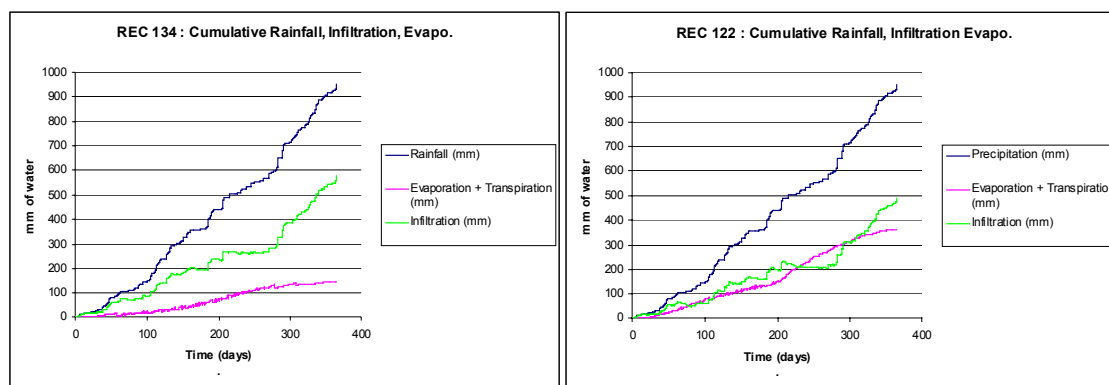 REC 134 : Cumulative Rainfall, Infiltration, Evapo.
1000
900
800
700
600
500
400
300
200
100
0
mm of water
0 100 200 300 400
Time (days)
.
Rainfall (mm)
Evaporation + Transpiration
(mm)
Infiltration (mm)
REC 122 : Cumulative Rainfall, Infiltration Evapo.
1000
900
800
700
600
500
400
300
200
100
0
mm of water
0 100 200 300 400
Time (days)
.
Precipitation (mm)
Evaporation + Transpiration
(mm)
Infiltration (mm)